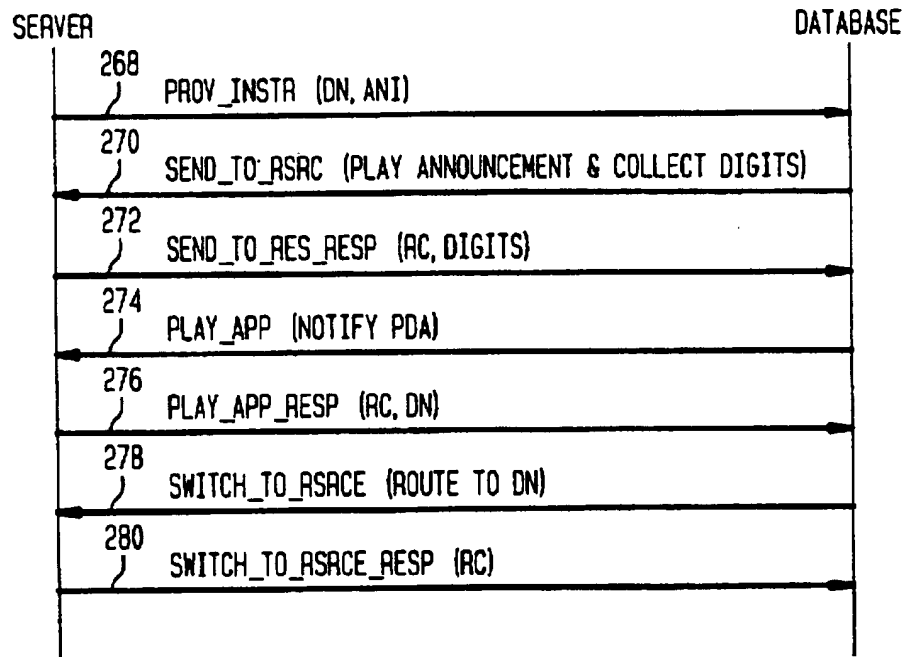 SERVER DATABASE
268
PROV_INSTR (DN, ANI)
270
SEND_TO_RSRC (PLAY ANNOUNCEMENT & COLLECT DIGITS)
272
SEND_TO_RES_RESP (RC, DIGITS)
274
PLAY_APP (NOTIFY PDA)
276
PLAY_APP_RESP (RC, DN)
278
SWITCH_TO_RSRCE (ROUTE TO DN)
280
SWITCH_TO_RSRCE_RESP (RC)